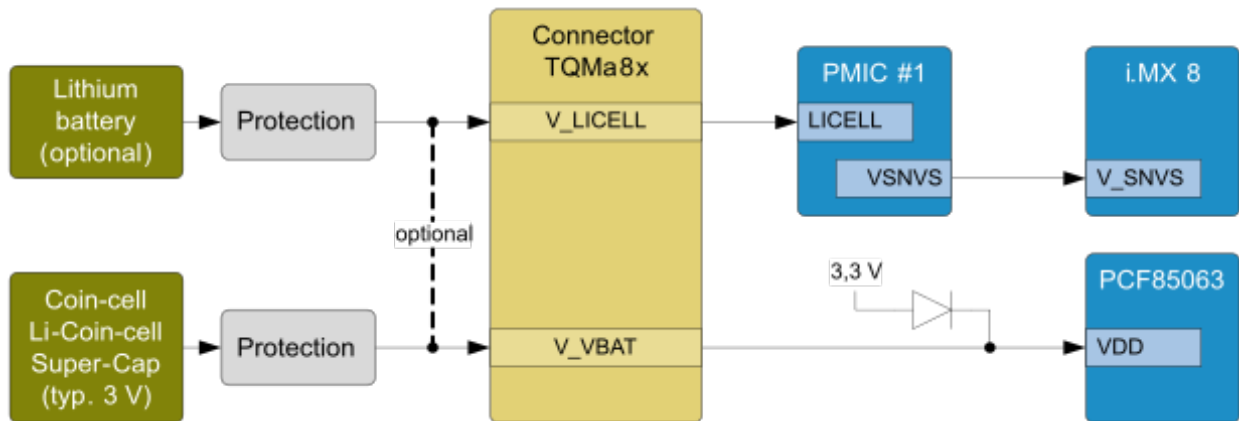 Lithium
battery
(optional)
Protection
optional
Coin-cell
Li-Coin-cell
Super-Cap
(typ. 3 V)
Protection
Connector
TQMa8x
V_LICELL
V_VBAT
PMIC #1
LICELL
VSNVS
i.MX 8
V_SNVS
3,3 V
PCF85063
VDD